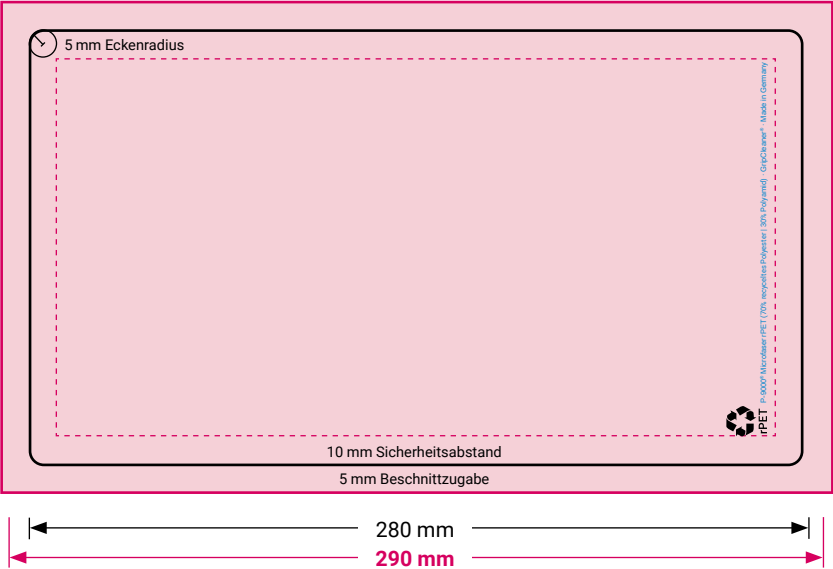 5 mm Eckenradius
P-9000® Microfaser rPET (70% recyceltes Polyester | 30% Polyamid) · GripCleaner® · Made in Germany
rPET
10 mm Sicherheitsabstand
5 mm Beschnittzugabe
280 mm
290 mm